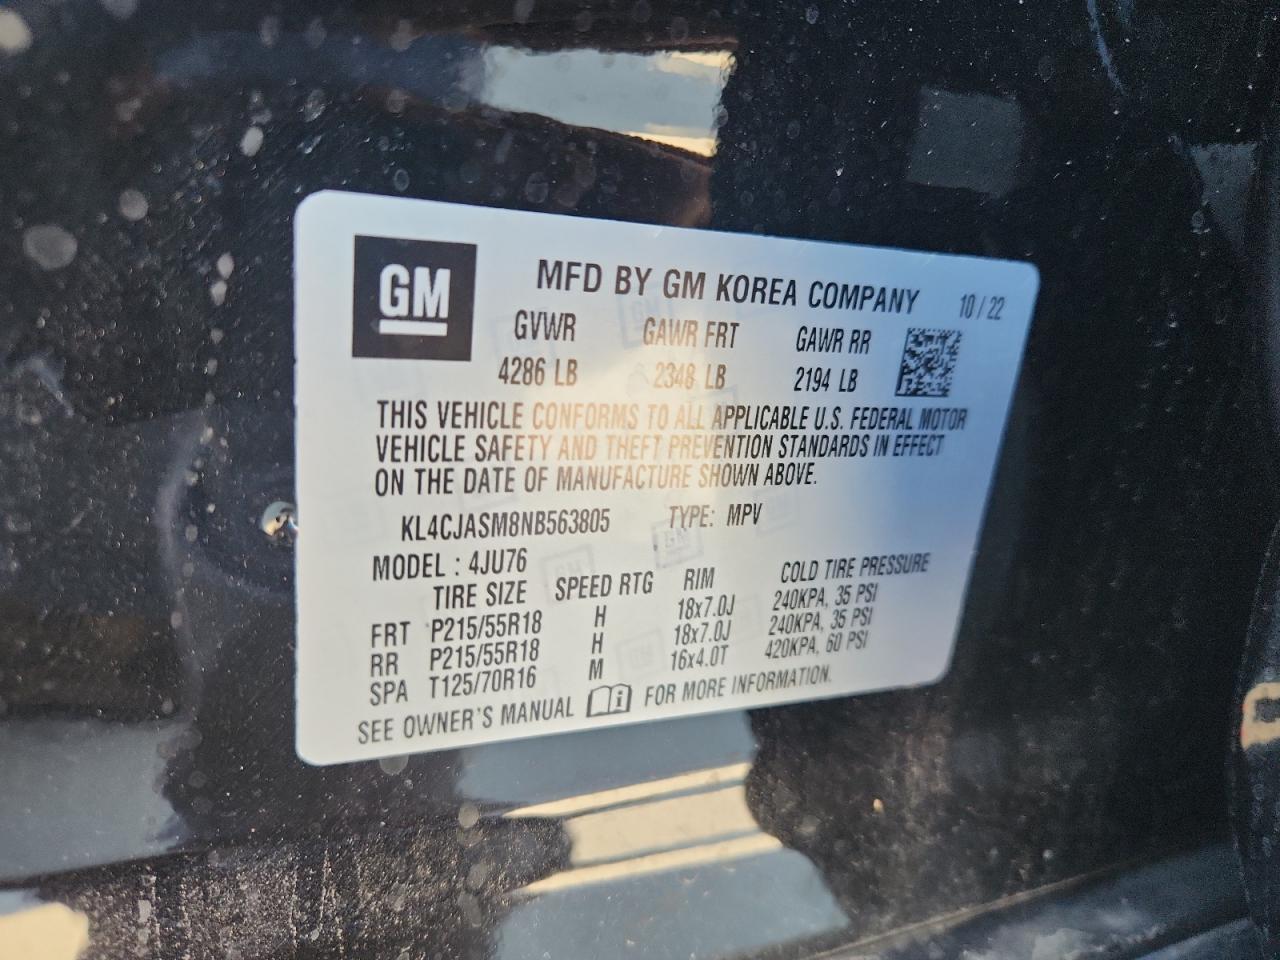 GM
MFD BY GM KOREA COMPANY 10/22
GVWR GAWR FRT GAWR RR
4286 LB 2348 LB 2194 LB
THIS VEHICLE CONFORMS TO ALL APPLICABLE U.S. FEDERAL MOTOR
VEHICLE SAFETY AND THEFT PREVENTION STANDARDS IN EFFECT
ON THE DATE OF MANUFACTURE SHOWN ABOVE.
KL4CJASM8NB563805 TYPE: MPV
MODEL : 4JU76
TIRE SIZE SPEED RTG RIM COLD TIRE PRESSURE
FRT P215/55R18 H 18x7.0J 240KPA, 35 PSI
RR P215/55R18 H 18x7.0J 240KPA, 35 PSI
SPA T125/70R16 M 16x4.0T 420KPA, 60 PSI
SEE OWNER'S MANUAL FOR MORE INFORMATION.